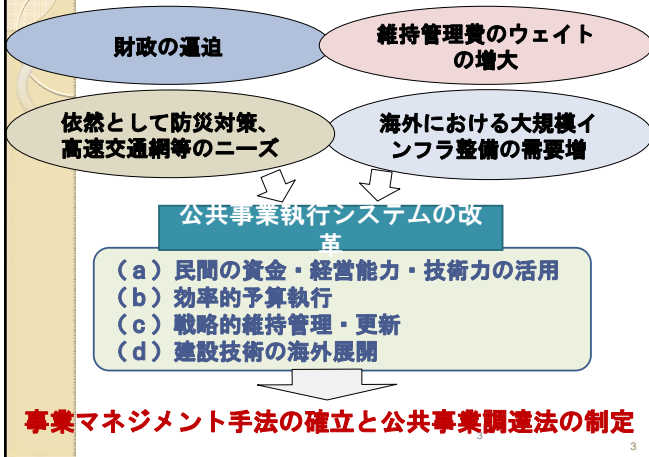 財政の逼迫
維持管理費のウェイト
の増大
依然として防災対策、
高速交通網等のニーズ
海外における大規模イ
ンフラ整備の需要増
公共事業執行システムの改
革
（a）民間の資金・経営能力・技術力の活用
（b）効率的予算執行
（c）戦略的維持管理・更新
（d）建設技術の海外展開
事業マネジメント手法の確立と公共事業調達法の制定
3
3